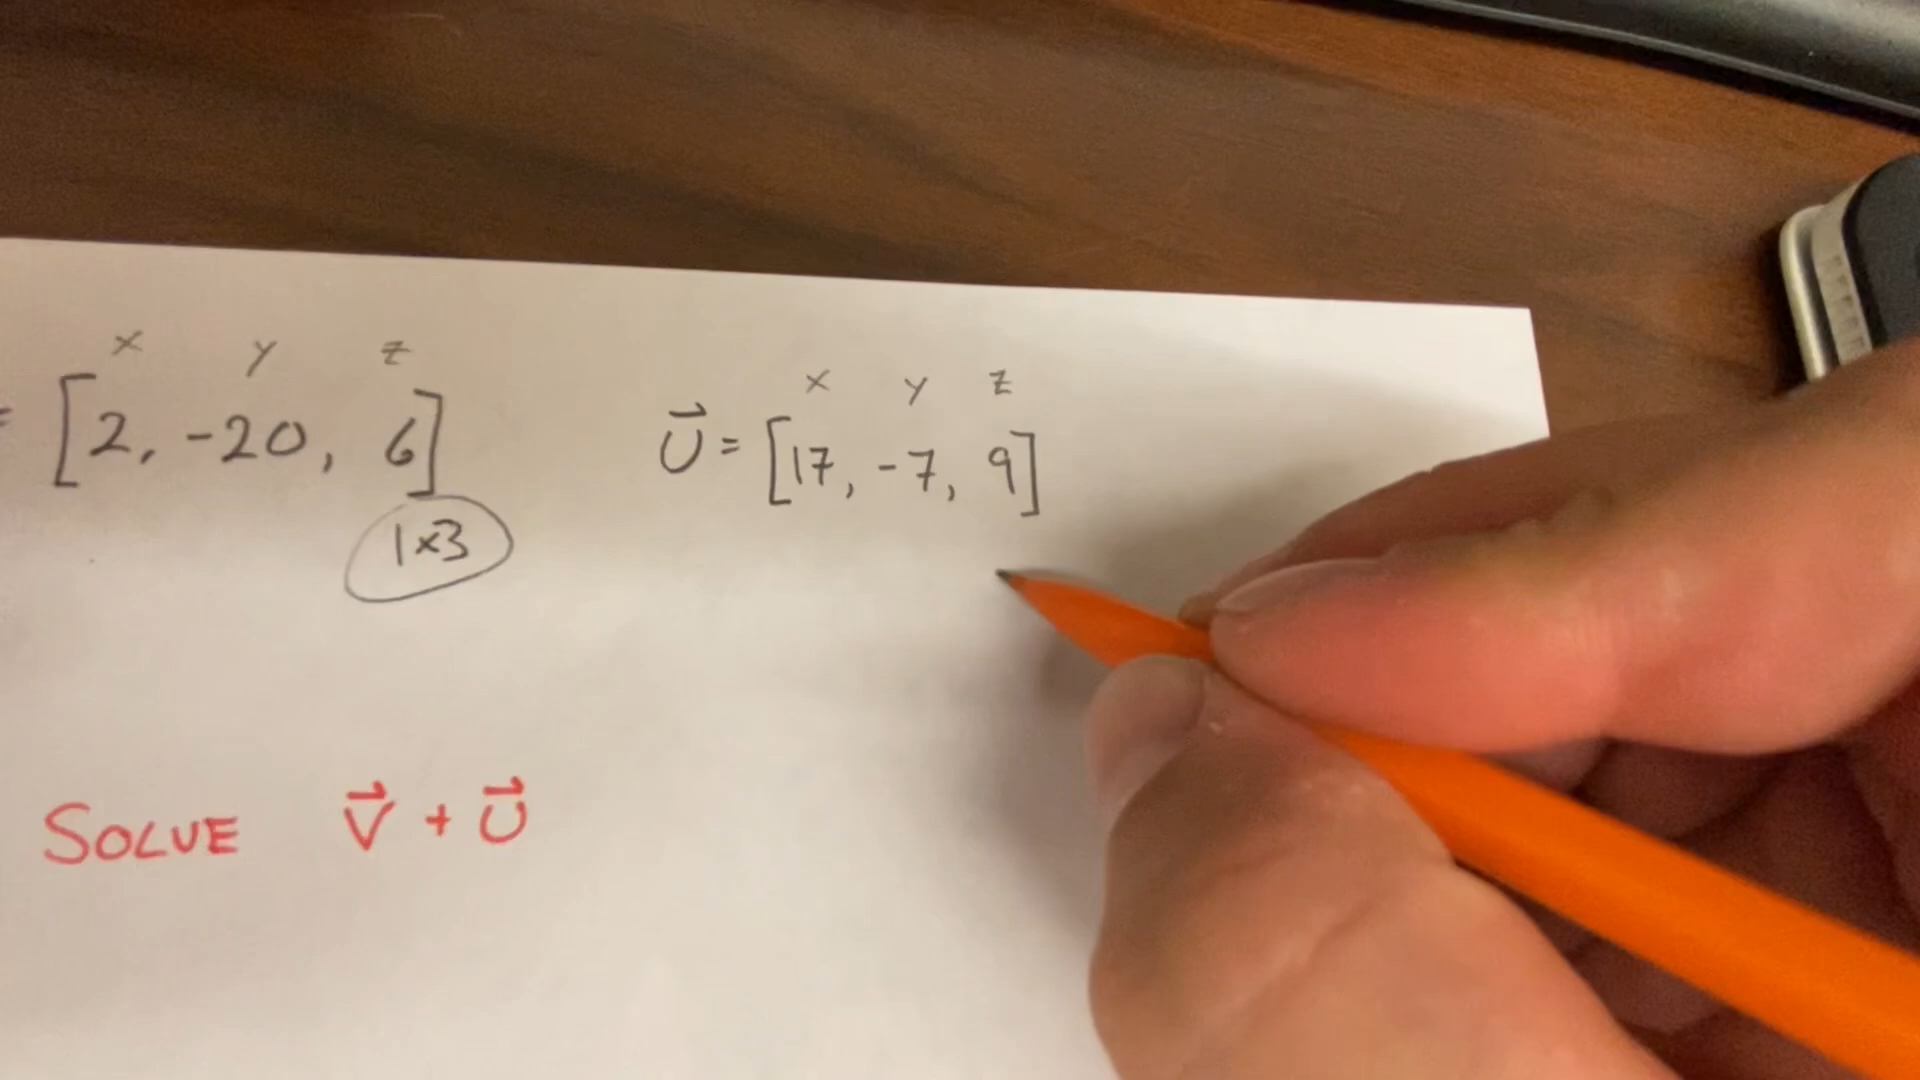 x y z x y z
= [2, -20, 6] U⃗ = [17, -7, 9]
1x3
SOLVE V⃗ + U⃗